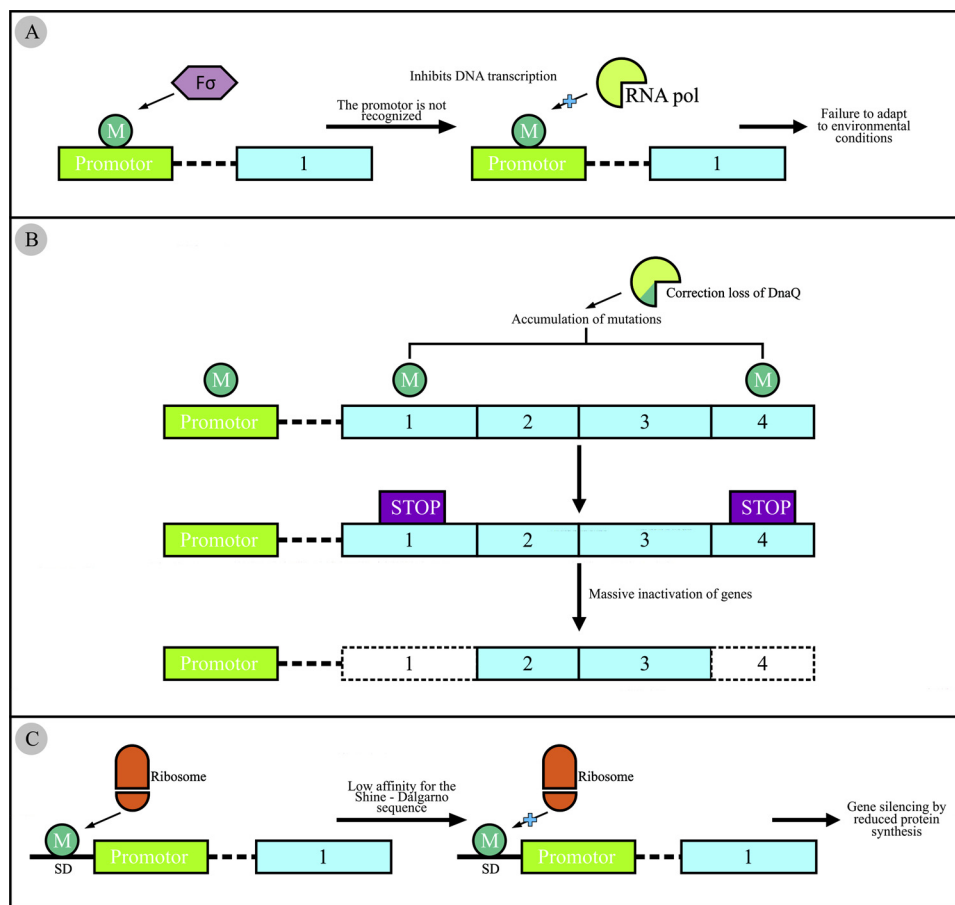 A
Fσ
M
Promotor
1
The promotor is not
recognized
Inhibits DNA transcription
RNA pol
M
Promotor
1
Failure to adapt
to environmental
conditions
B
Correction loss of DnaQ
Accumulation of mutations
M
M
M
Promotor
1
2
3
4
STOP
STOP
Promotor
1
2
3
4
Massive inactivation of genes
Promotor
1
2
3
4
C
Ribosome
M
SD
Promotor
1
Low affinity for the
Shine - Dalgarno
sequence
Ribosome
M
SD
Promotor
1
Gene silencing by
reduced protein
synthesis